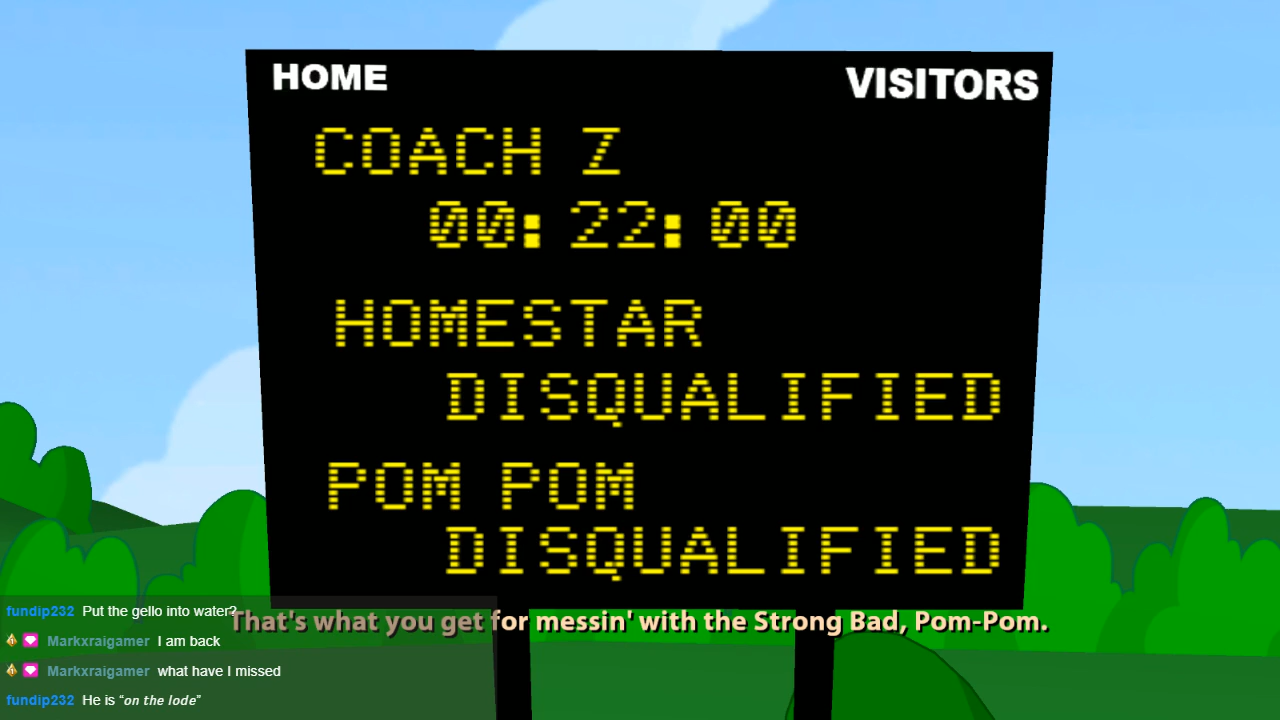 HOME
VISITORS
COACH Z
00:22:00
HOMESTAR
DISQUALIFIED
POM POM
DISQUALIFIED
That's what you get for messin' with the Strong Bad, Pom-Pom.
fundip232 Put the gello into water?
Markxraigamer I am back
Markxraigamer what have I missed
fundip232 He is “on the lode”